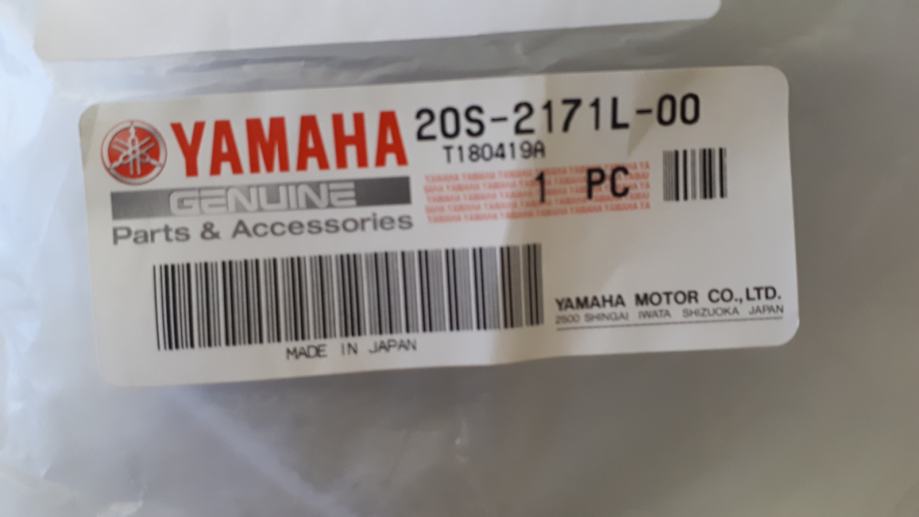 YAMAHA 20S-2171L-00
T180419A
GENUINE
1 PC
Parts & Accessories
YAMAHA MOTOR CO.,LTD.
2500 SHINGAI IWATA SHIZUOKA JAPAN
MADE IN JAPAN